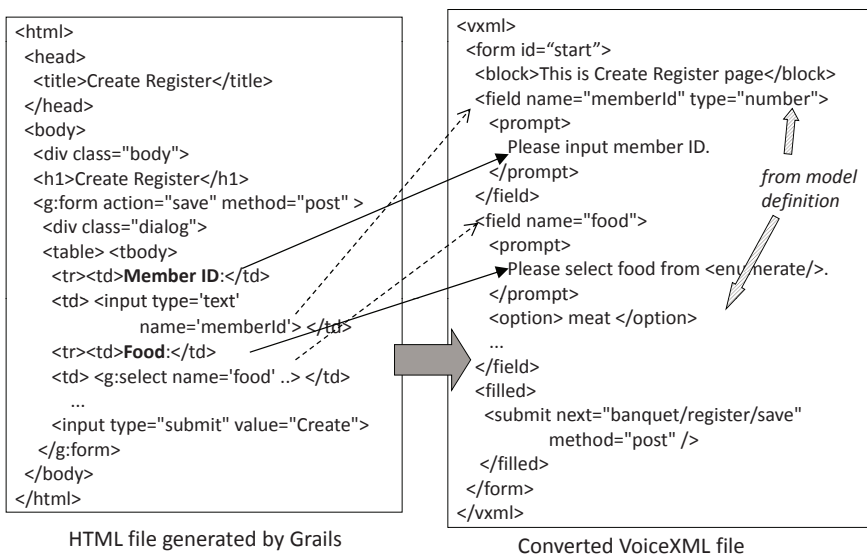 <html>
<head>
<title>Create Register</title>
</head>
<body>
<div class="body">
<h1>Create Register</h1>
<g:form action="save" method="post" >
<div class="dialog">
<table> <tbody>
<tr><td>Member ID:</td>
<td> <input type='text'
name='memberId'> </td>
<tr><td>Food:</td>
<td> <g:select name='food' ..> </td>
...
<input type="submit" value="Create">
</g:form>
</body>
</html>
HTML file generated by Grails
<vxml>
<form id=“start”>
<block>This is Create Register page</block>
<field name="memberId" type="number">
<prompt>
Please input member ID.
</prompt>
</field>
<field name="food">
<prompt>
Please select food from <enumerate/>.
</prompt>
<option> meat </option>
...
</field>
<filled>
<submit next="banquet/register/save"
method="post" />
</filled>
</form>
</vxml>
from model
definition
Converted VoiceXML file